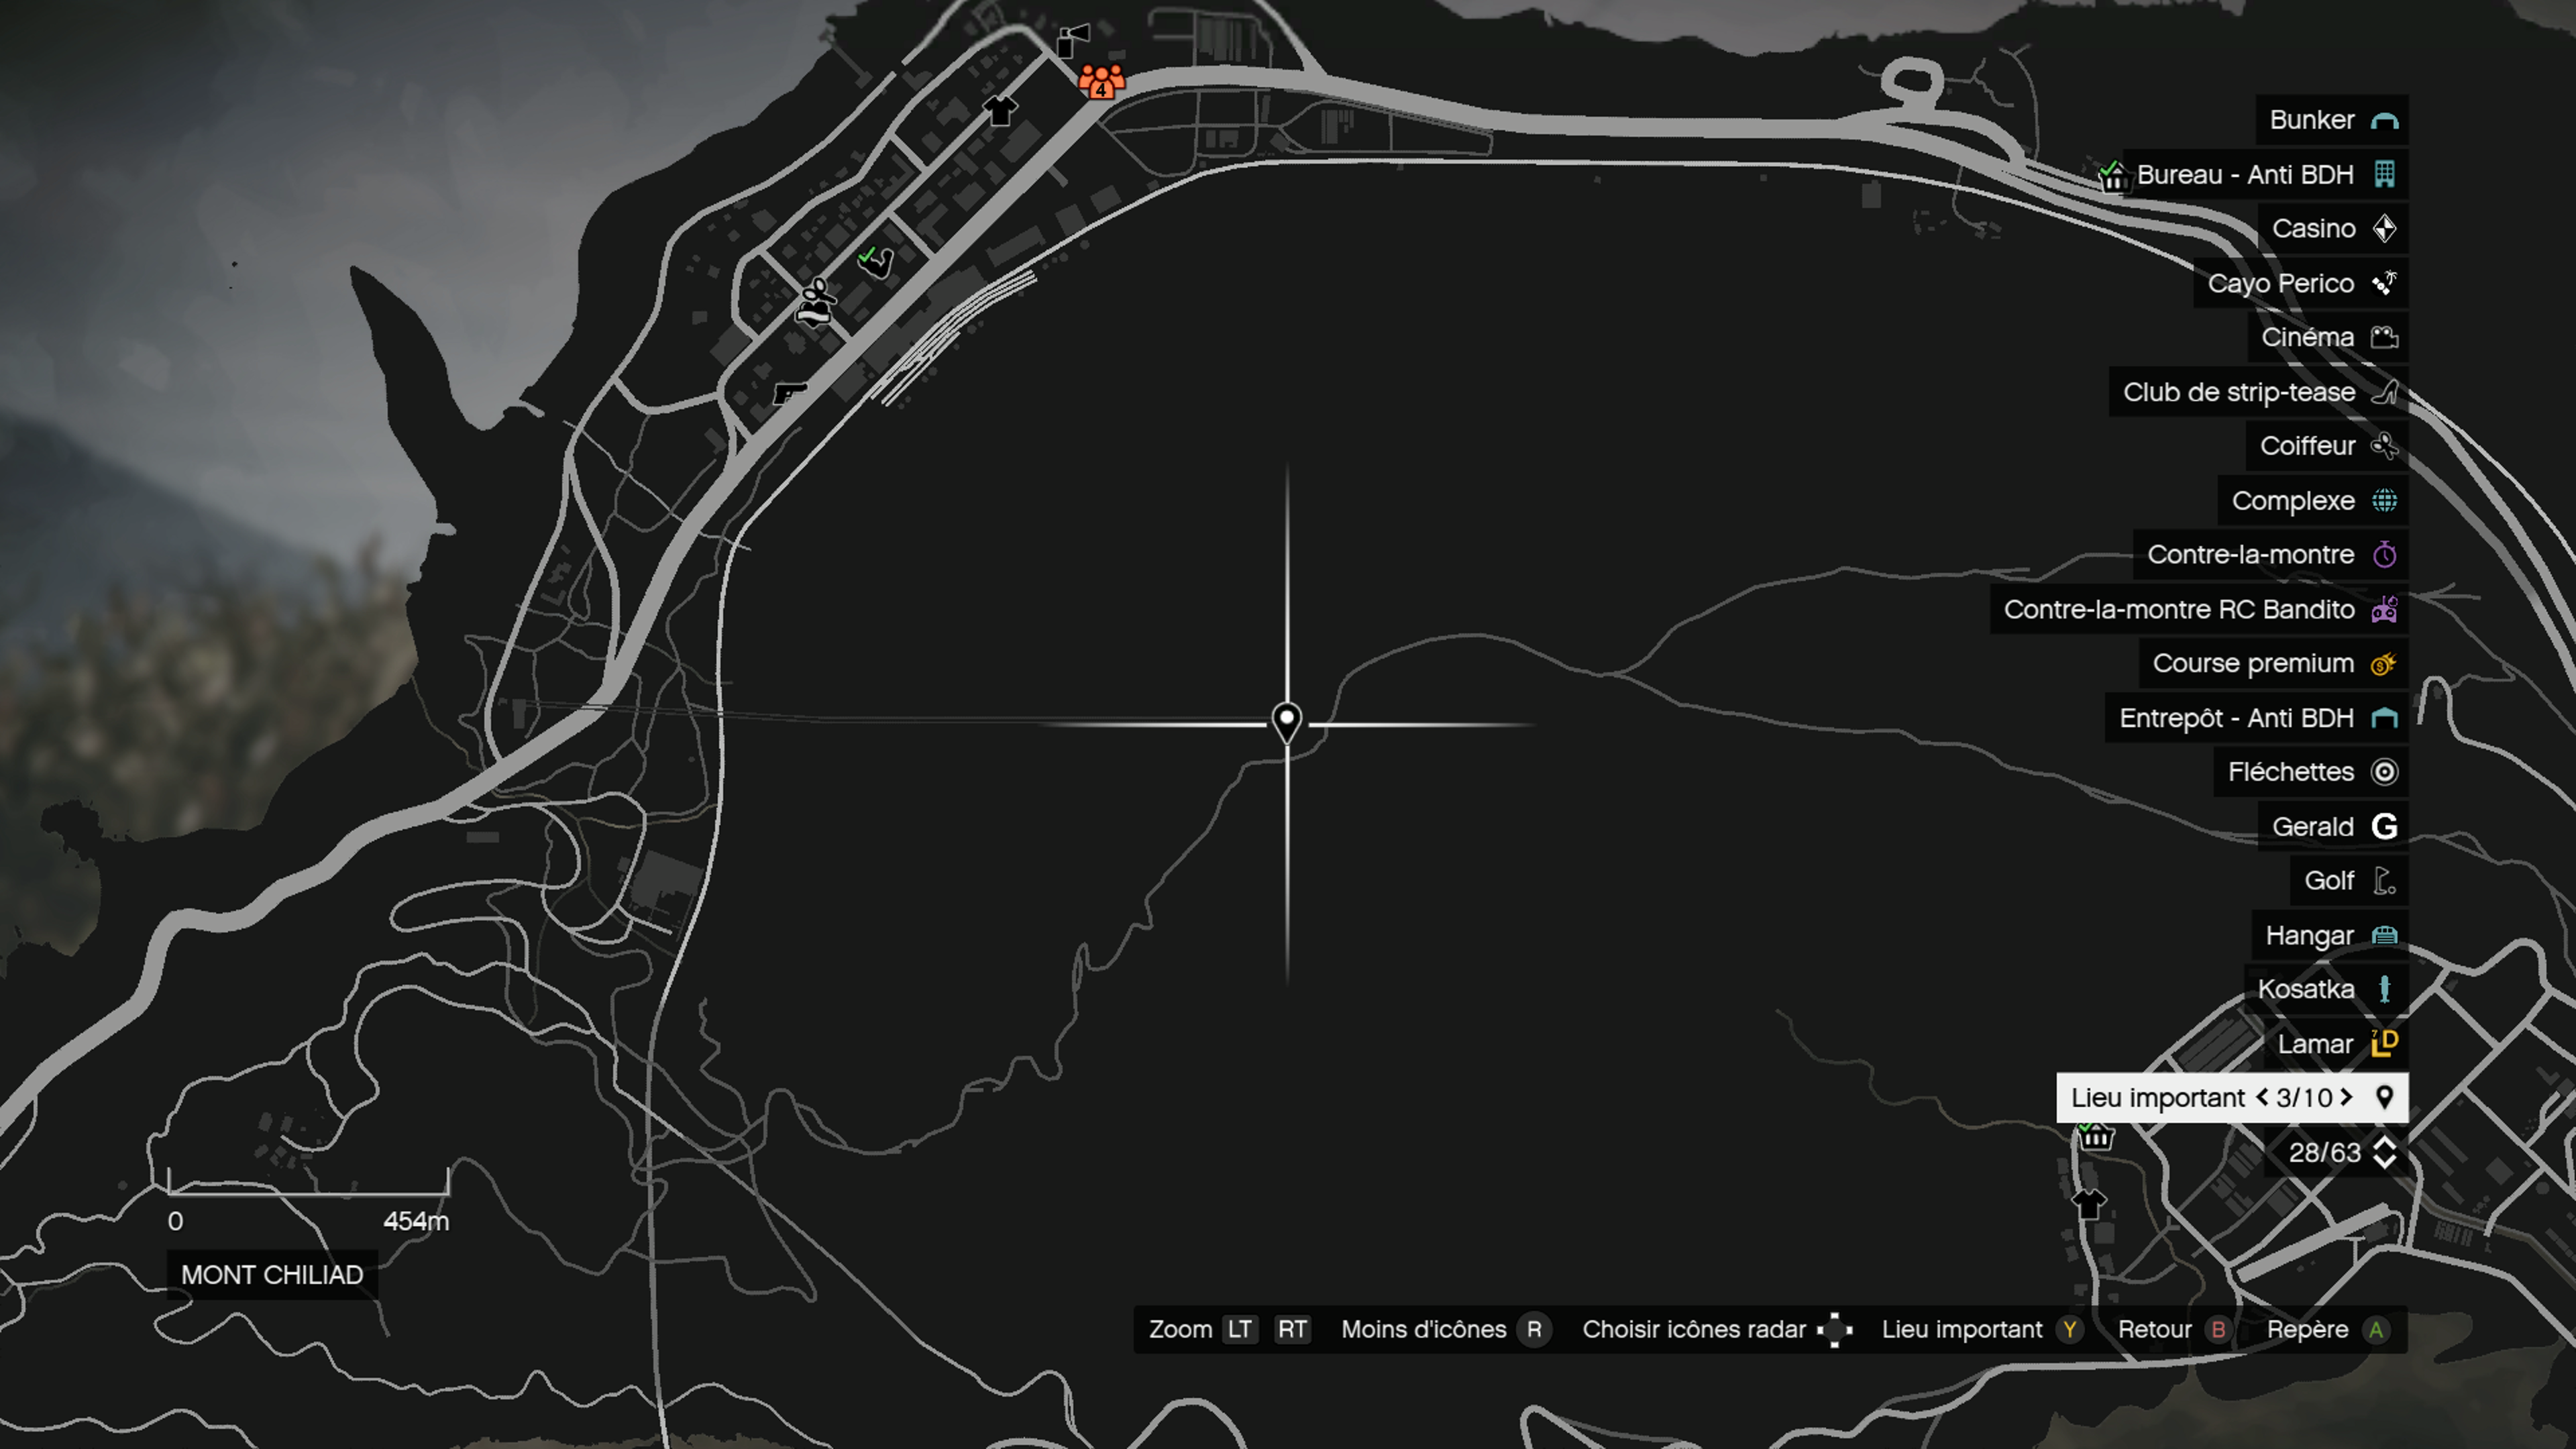 4
Bunker
Bureau - Anti BDH
Casino
Cayo Perico
Cinéma
Club de strip-tease
Coiffeur
Complexe
Contre-la-montre
Contre-la-montre RC Bandito
Course premium
Entrepôt - Anti BDH
Fléchettes
Gerald G
Golf
Hangar
Kosatka
Lamar LD
Lieu important < 3/10 >
28/63
0 454m
MONT CHILIAD
Zoom LT RT Moins d'icônes R Choisir icônes radar Lieu important Y Retour B Repère A